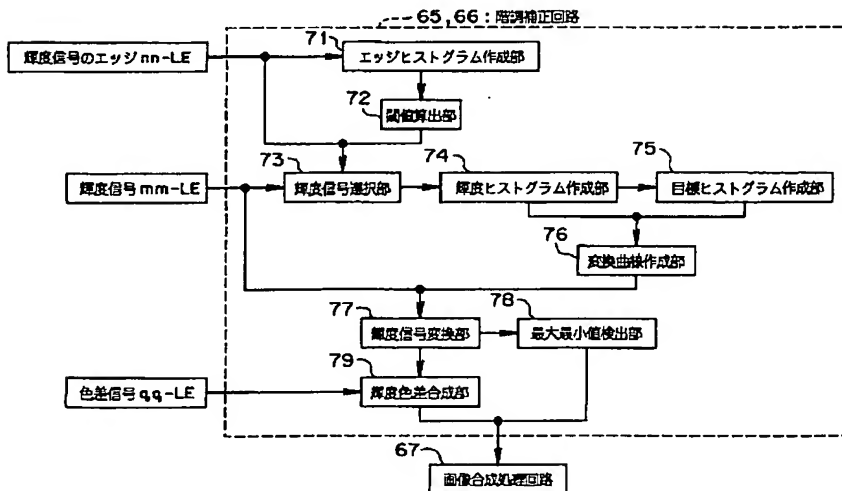 65,66:階調補正回路
71
輝度信号のエッジnn-LE
エッジヒストグラム作成部
72
閾値算出部
73
74
75
輝度信号mm-LE
輝度信号選択部
輝度ヒストグラム作成部
目標ヒストグラム作成部
76
変換曲線作成部
77
78
輝度信号変換部
最大最小値検出部
79
色差信号qq-LE
輝度色差合成部
67
画像合成処理回路